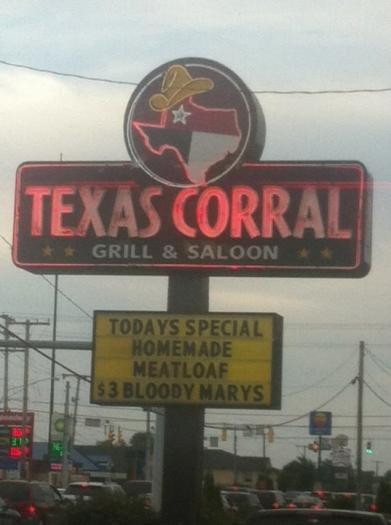 TEXAS CORRAL
GRILL & SALOON
TODAYS SPECIAL
HOMEMADE
MEATLOAF
$3 BLOODY MARYS